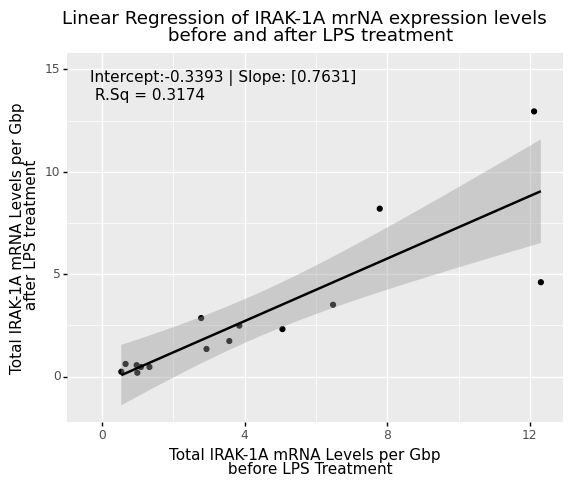 Linear Regression of IRAK-1A mrNA expression levels
before and after LPS treatment
Intercept:-0.3393 | Slope: [0.7631]
R.Sq = 0.3174
15
10
5
0
Total IRAK-1A mRNA Levels per Gbp
after LPS treatment
0 4 8 12
Total IRAK-1A mRNA Levels per Gbp
before LPS Treatment